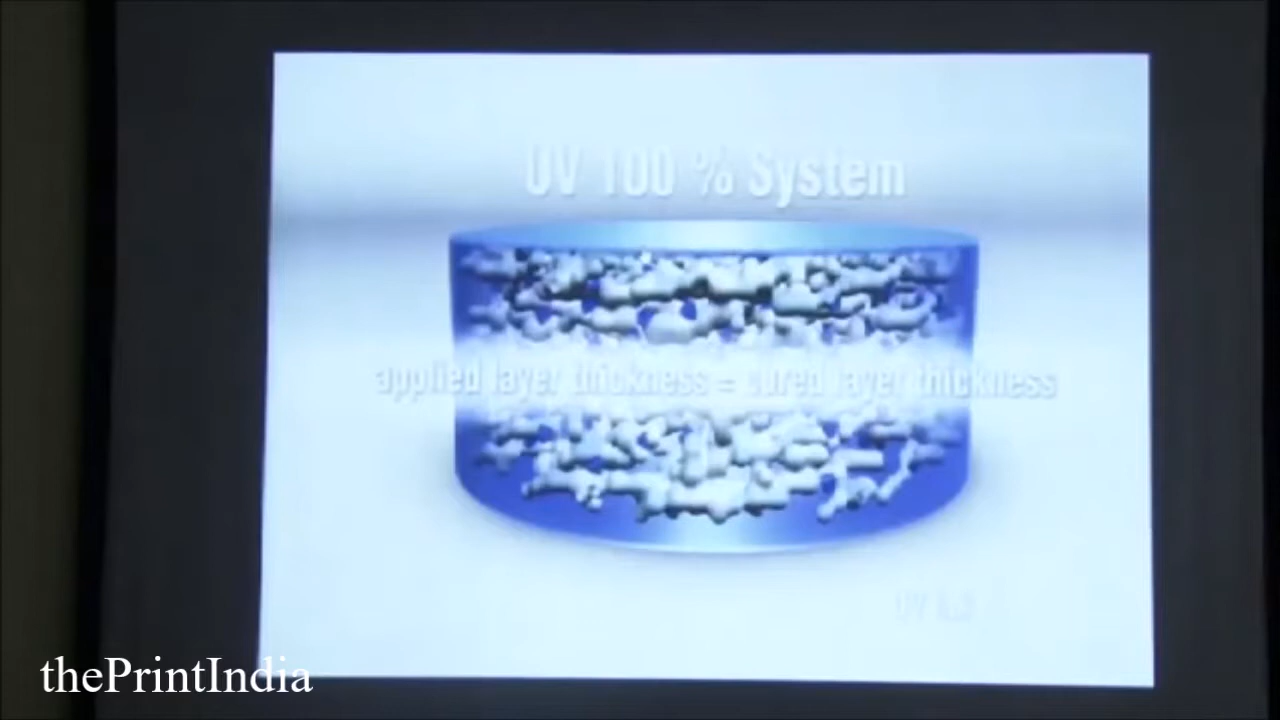 UV 100 % System
applied layer thickness = cured layer thickness
thePrintIndia